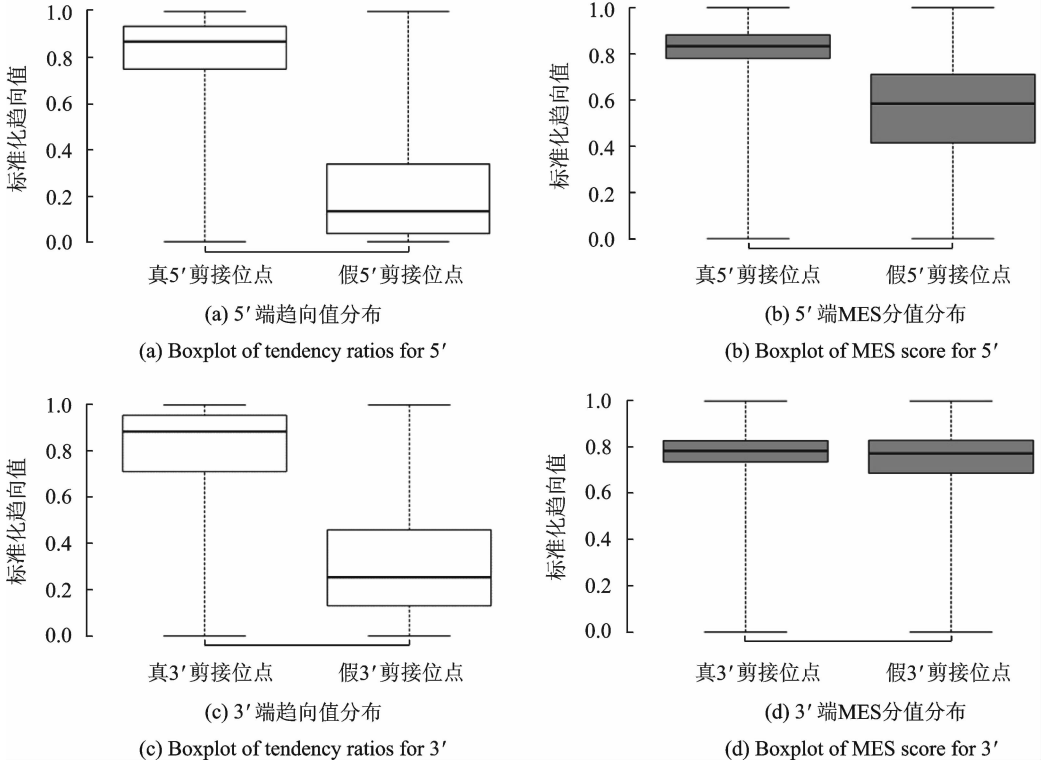 标准化趋向值
1.0
0.8
0.6
0.4
0.2
0.0
真5′剪接位点
假5′剪接位点
(a) 5′ 端趋向值分布
(a) Boxplot of tendency ratios for 5′
标准化趋向值
1.0
0.8
0.6
0.4
0.2
0.0
真5′剪接位点
假5′剪接位点
(b) 5′ 端MES分值分布
(b) Boxplot of MES score for 5′
标准化趋向值
1.0
0.8
0.6
0.4
0.2
0.0
真3′剪接位点
假3′剪接位点
(c) 3′ 端趋向值分布
(c) Boxplot of tendency ratios for 3′
标准化趋向值
1.0
0.8
0.6
0.4
0.2
0.0
真3′剪接位点
假3′剪接位点
(d) 3′ 端MES分值分布
(d) Boxplot of MES score for 3′